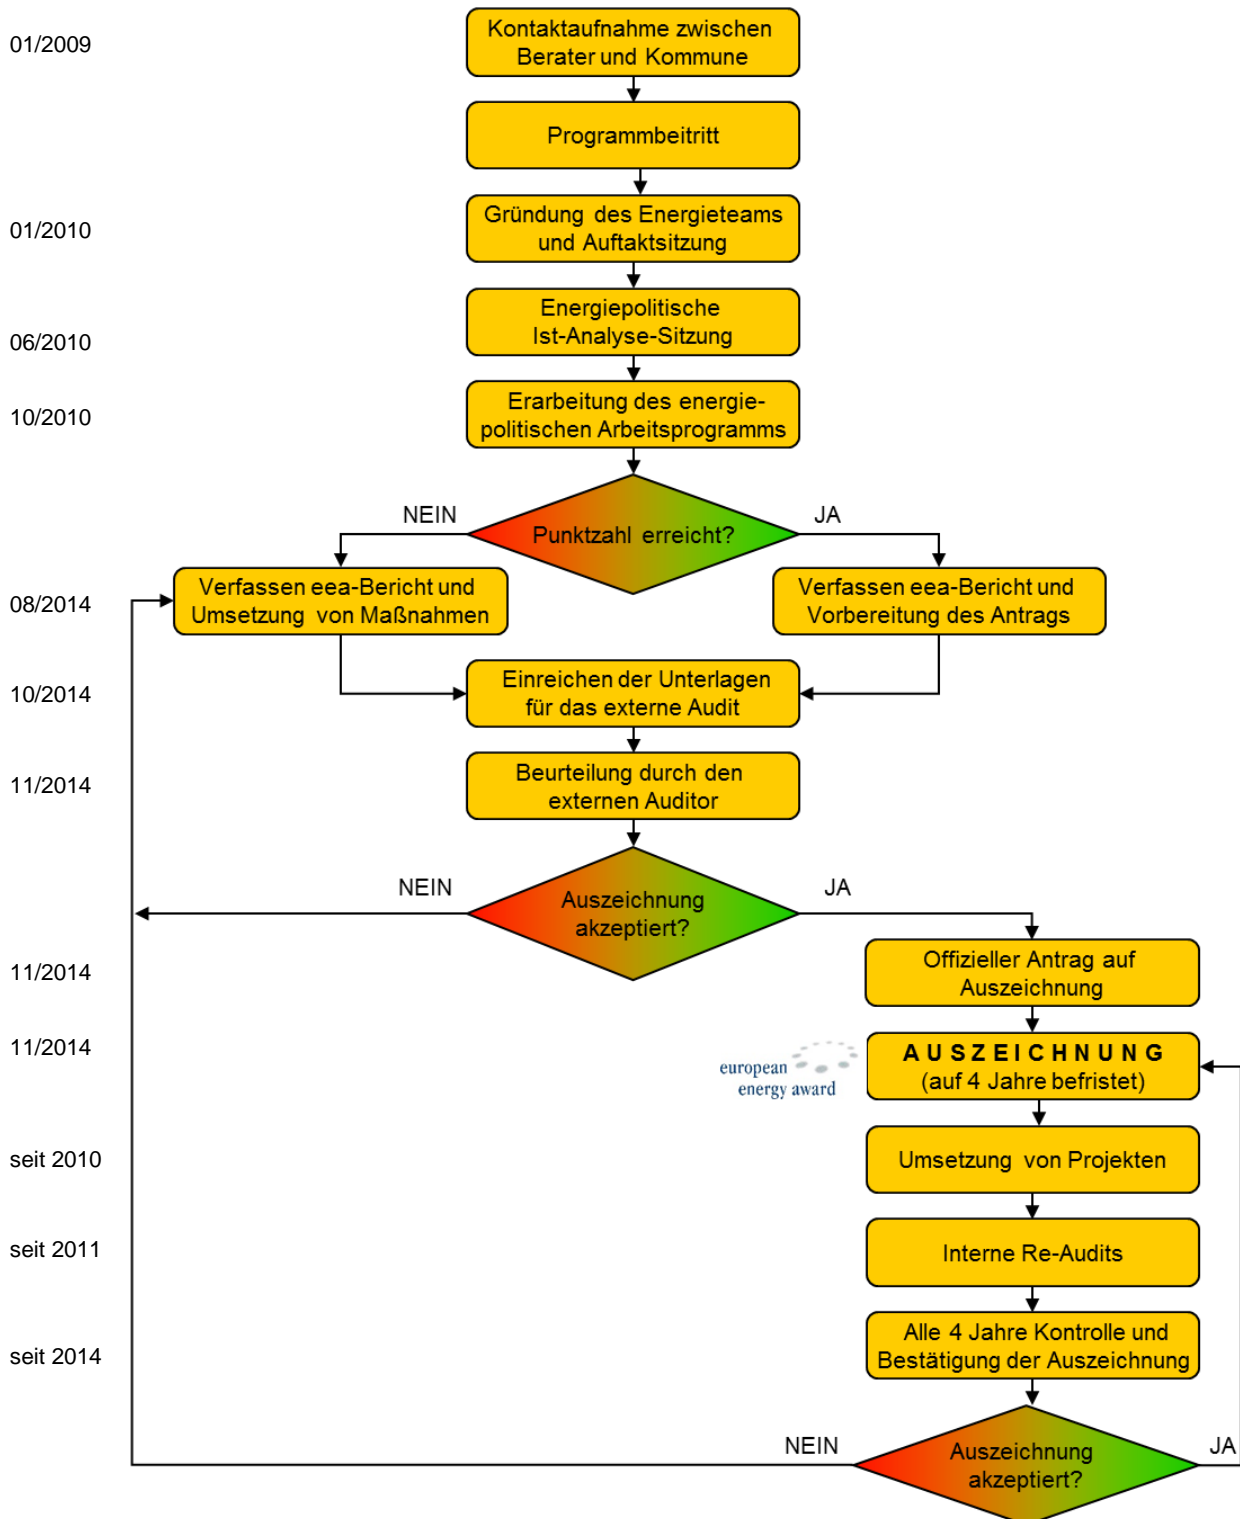 01/2009
Kontaktaufnahme zwischen
Berater und Kommune
Programmbeitritt
01/2010
Gründung des Energieteams
und Auftaktsitzung
Energiepolitische
Ist-Analyse-Sitzung
06/2010
Erarbeitung des energie-
politischen Arbeitsprogramms
10/2010
NEIN
JA
Punktzahl erreicht?
08/2014
Verfassen eea-Bericht und
Umsetzung von Maßnahmen
Verfassen eea-Bericht und
Vorbereitung des Antrags
10/2014
Einreichen der Unterlagen
für das externe Audit
11/2014
Beurteilung durch den
externen Auditor
NEIN
JA
Auszeichnung
akzeptiert?
11/2014
Offizieller Antrag auf
Auszeichnung
11/2014
european
energy award
A U S Z E I C H N U N G
(auf 4 Jahre befristet)
seit 2010
Umsetzung von Projekten
seit 2011
Interne Re-Audits
seit 2014
Alle 4 Jahre Kontrolle und
Bestätigung der Auszeichnung
NEIN
JA
Auszeichnung
akzeptiert?